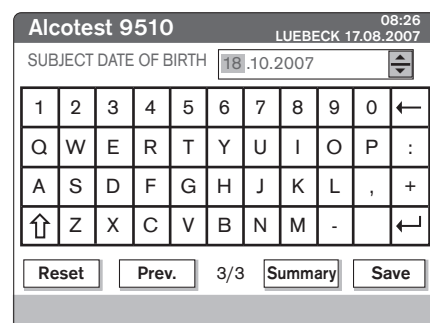 Alcotest 9510
08:26
LUEBECK 17.08.2007
SUBJECT DATE OF BIRTH 18.10.2007
1 2 3 4 5 6 7 8 9 0 ←
Q W E R T Y U I O P :
A S D F G H J K L , +
⇧ Z X C V B N M - ↵
Reset Prev. 3/3 Summary Save